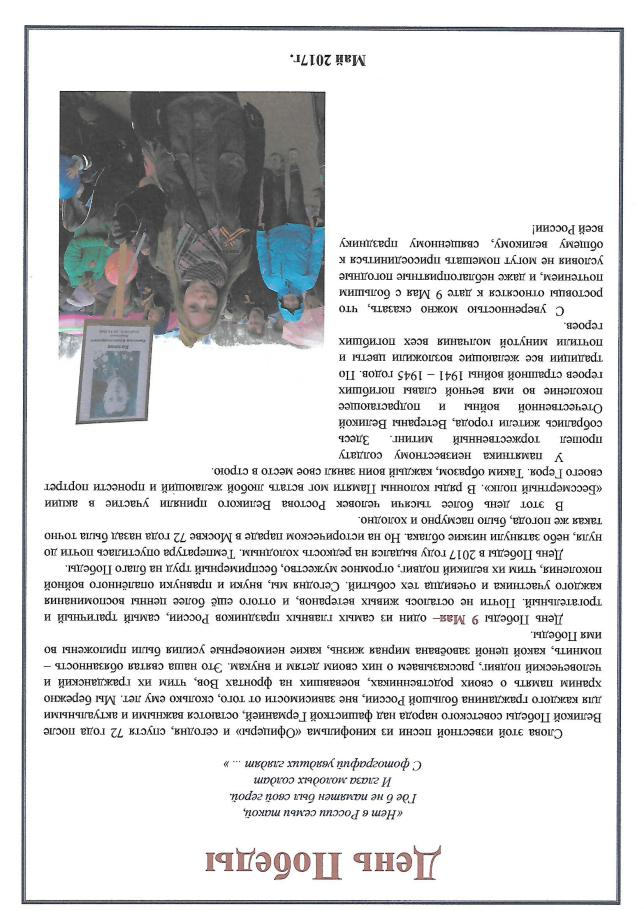 День Победы
«Нет в России семьи такой,
Где б не памятен был свой герой.
И глаза молодых солдат
С фотографий увядших глядят ... »
Слова этой известной песни из кинофильма «Офицеры» и сегодня, спустя 72 года после
Великой Победы советского народа над фашисткой Германией, остаются важными и актуальными
для каждого гражданина большой России, вне зависимости от того, сколько ему лет. Мы бережно
храним память о своих родственниках, воевавших на фронтах Вов, чтим их гражданский и
человеческий подвиг, рассказываем о них своим детям и внукам. Это наша святая обязанность –
помнить, какой ценой завоёвана мирная жизнь, какие неимоверные усилия были приложены во
имя Победы.
День Победы 9 Мая– один из самых главных праздников России, самый трагичный и
трогательный. Почти не осталось живых ветеранов, и оттого ещё более ценны воспоминания
каждого участника и очевидца тех событий. Сегодня мы, внуки и правнуки опалённого войной
поколения, чтим их великий подвиг, огромное мужество, беспримерный труд на благо Победы.
День Победы в 2017 году выдался на редкость холодным. Температура опустилась почти до
нуля, небо затянули низкие облака. Но на историческом параде в Москве 72 года назад была точно
такая же погода, было пасмурно и холодно.
В этот день более тысячи человек Ростова Великого приняли участие в акции
«Бессмертный полк». В ряды колонны Памяти мог встать любой желающий и пронести портрет
своего Героя. Таким образом, каждый воин занял свое место в строю.
У памятника неизвестному солдату
прошел торжественный митинг. Здесь
собрались жители города, Ветераны Великой
Отечественной войны и подрастающее
поколение во имя вечной славы погибших
героев страшной войны 1941 – 1945 годов. По
традиции все желающие возложили цветы и
почтили минутой молчания всех погибших
героев.
С уверенностью можно сказать, что
ростовцы относятся к дате 9 Мая с большим
почтением, и даже неблагоприятные погодные
условия не могут помешать присоединиться к
общему великому, священному празднику
всей России!
Май 2017г.